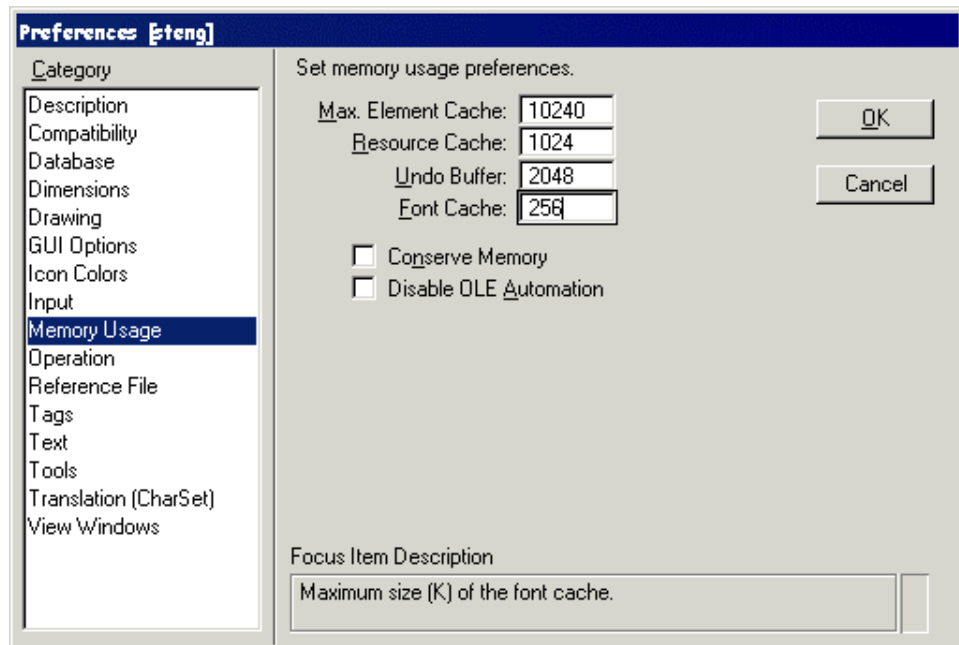 Preferences [steng]
Category
Description
Compatibility
Database
Dimensions
Drawing
GUI Options
Icon Colors
Input
Memory Usage
Operation
Reference File
Tags
Text
Tools
Translation (CharSet)
View Windows
Set memory usage preferences.
Max. Element Cache: 10240
Resource Cache: 1024
Undo Buffer: 2048
Font Cache: 256
Conserve Memory
Disable OLE Automation
OK
Cancel
Focus Item Description
Maximum size (K) of the font cache.